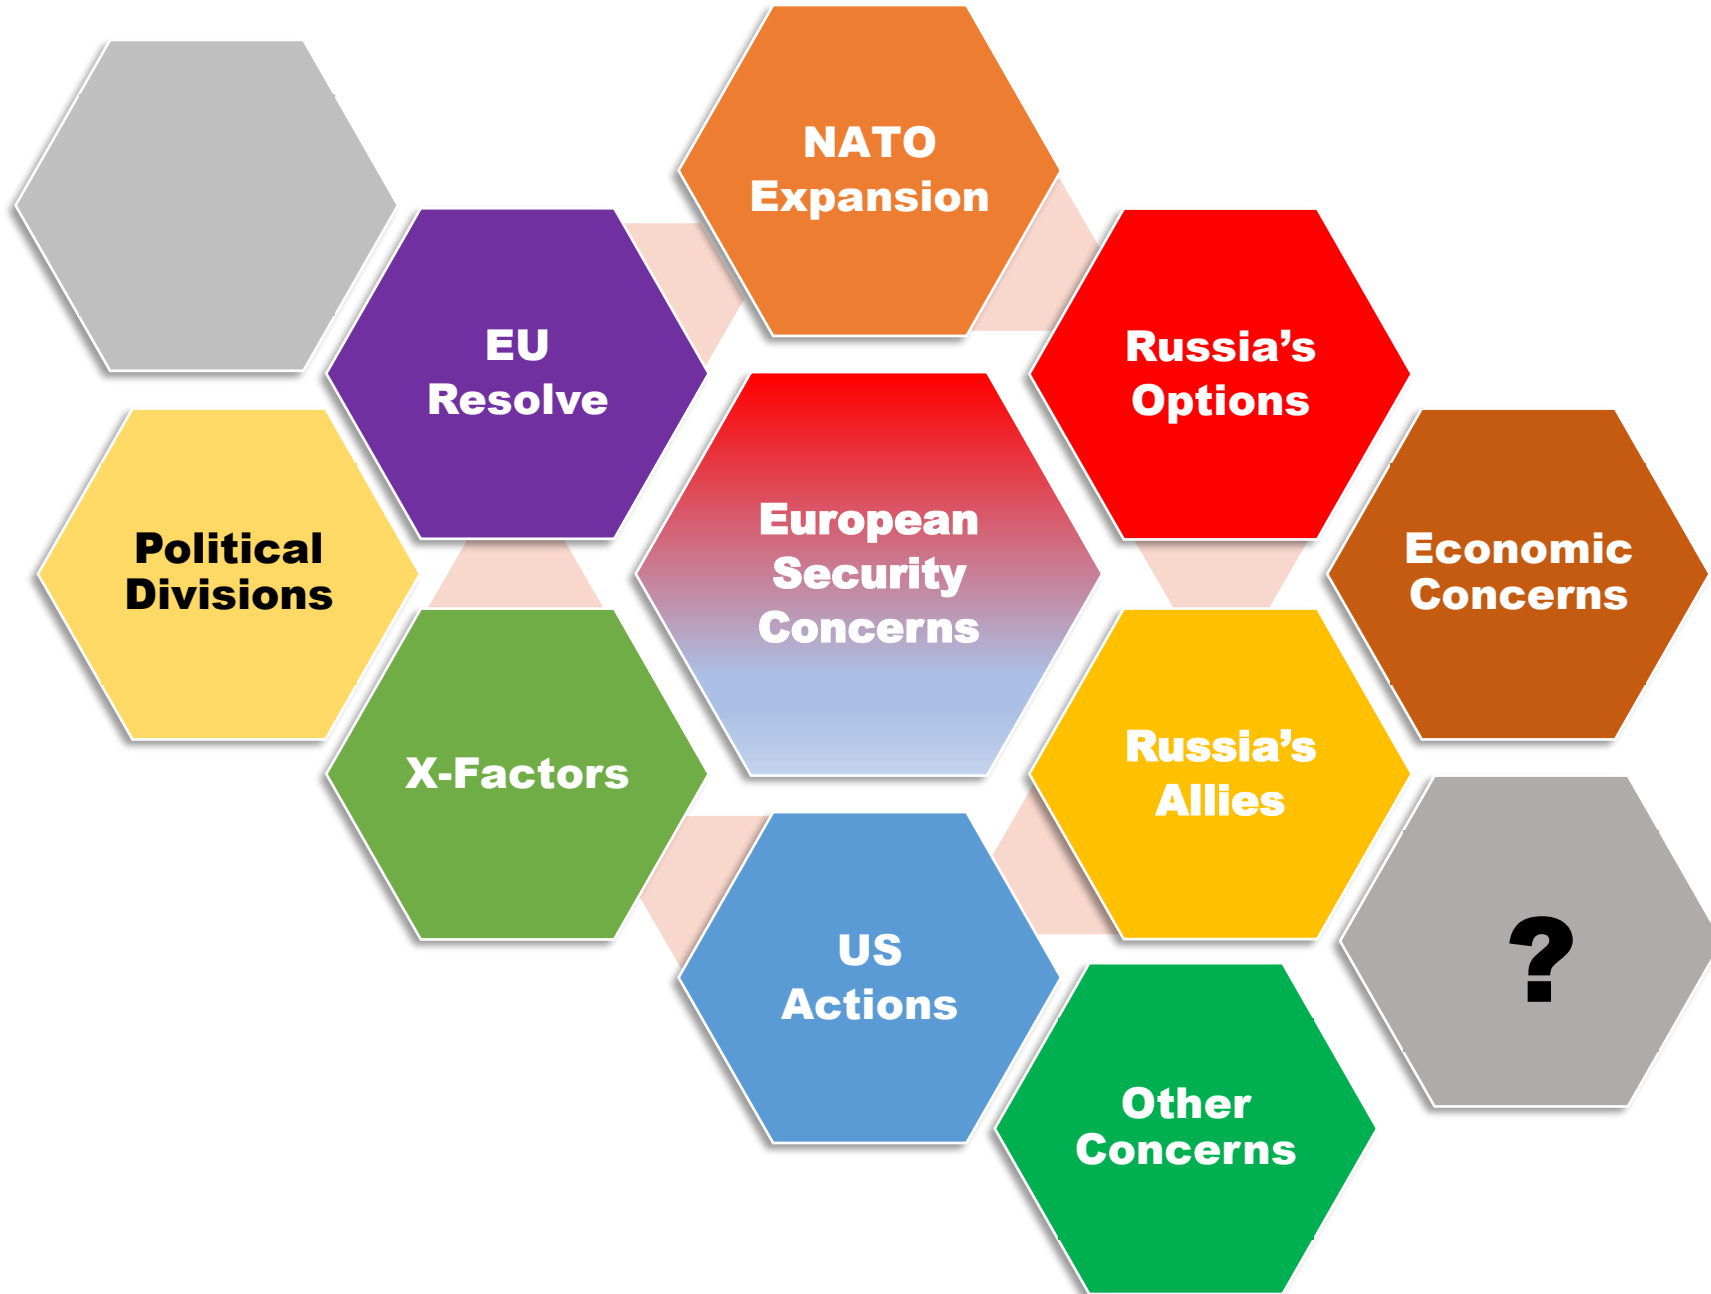 NATO
Expansion
EU
Resolve
Russia’s
Options
European
Security
Concerns
Political
Divisions
Economic
Concerns
X-Factors
Russia’s
Allies
US
Actions
?
Other
Concerns